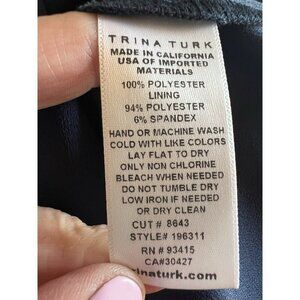 TRINA TURK
MADE IN CALIFORNIA
USA OF IMPORTED
MATERIALS
100% POLYESTER
LINING
94% POLYESTER
6% SPANDEX
HAND OR MACHINE WASH
COLD WITH LIKE COLORS
LAY FLAT TO DRY
ONLY NON CHLORINE
BLEACH WHEN NEEDED
DO NOT TUMBLE DRY
LOW IRON IF NEEDED
OR DRY CLEAN
CUT # 8643
STYLE# 196311
RN # 93415
CA#30427
trinaturk.com